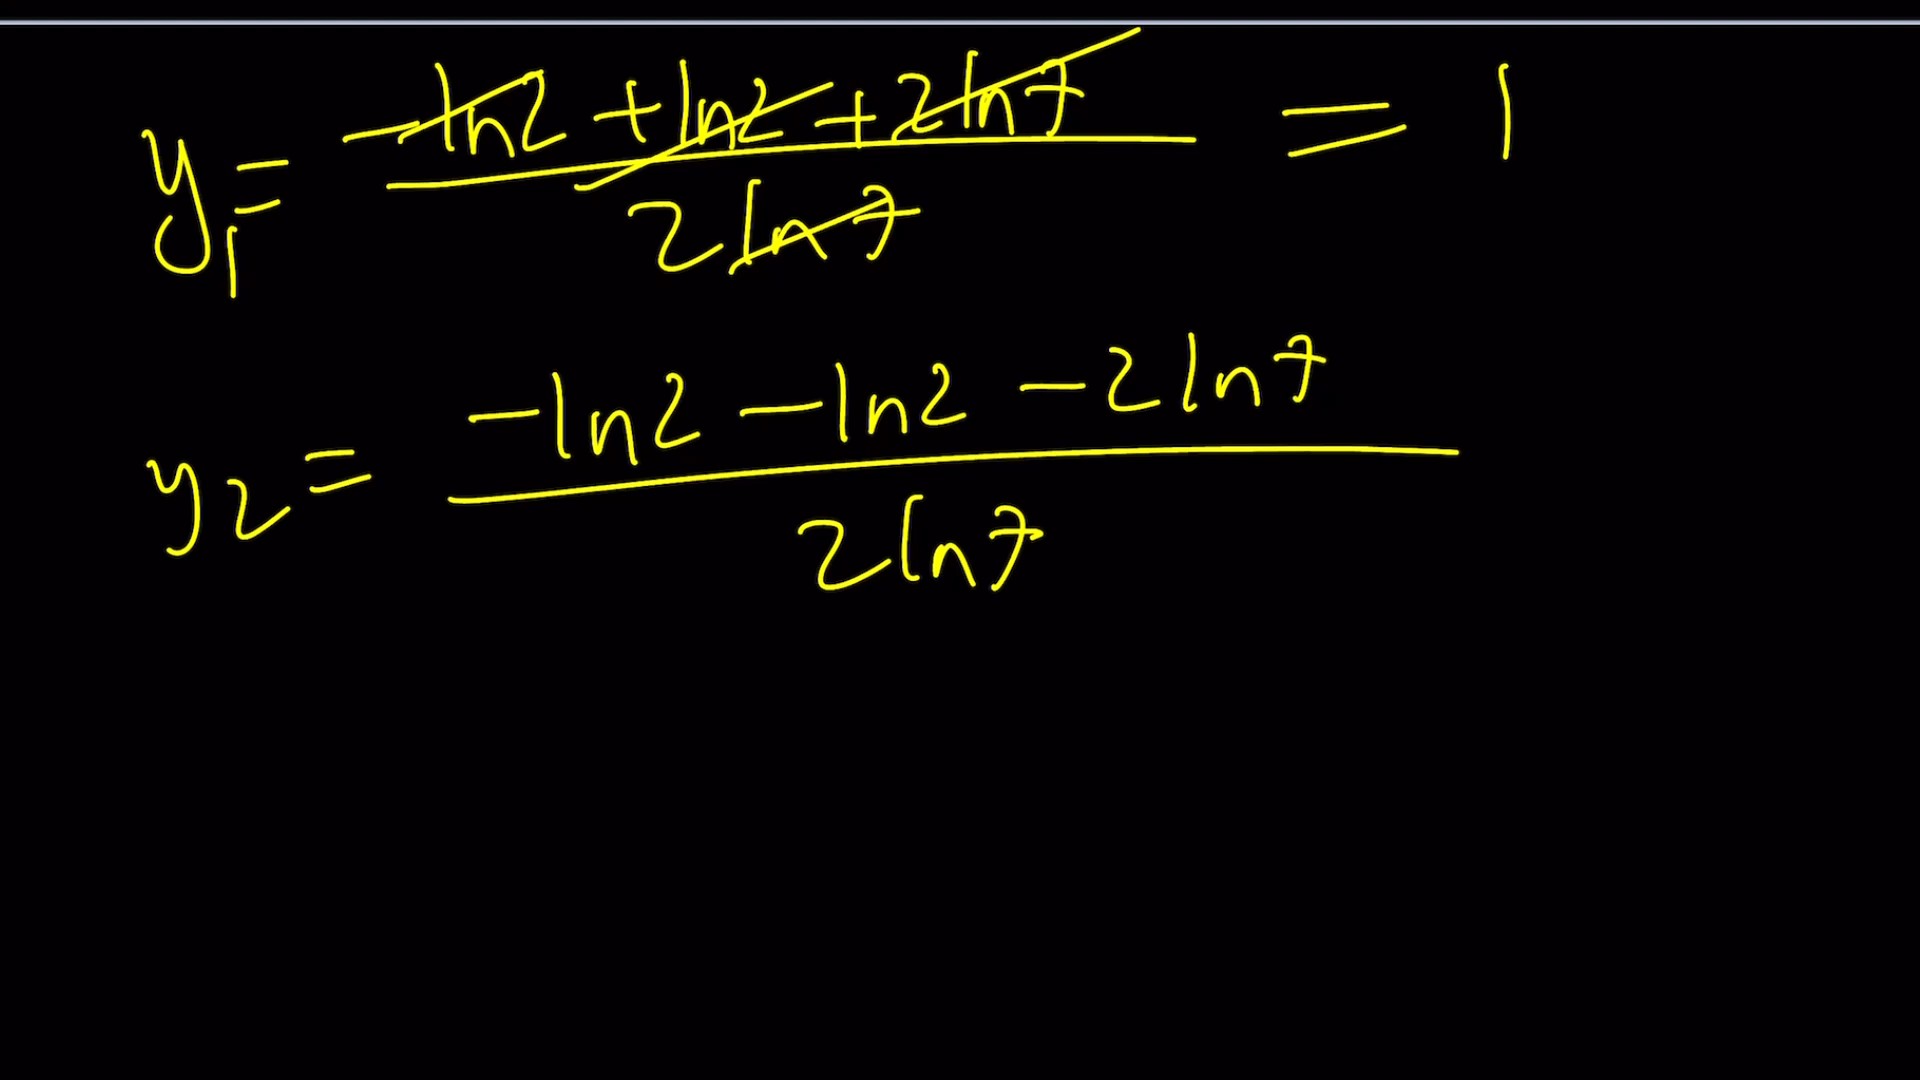 y₁ = (-ln2 + ln2 + 2ln7) / (2ln7) = 1
y₂ = (-ln2 - ln2 - 2ln7) / (2ln7)